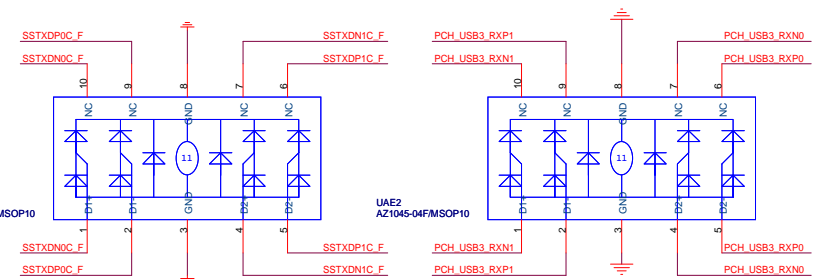 SSTXDP0C_F
SSTXDN1C_F
PCH_USB3_RXP1
PCH_USB3_RXN0
SSTXDN0C_F
SSTXDP1C_F
PCH_USB3_RXN1
PCH_USB3_RXP0
10 9 8 7 6
10 9 8 7 6
NC NC GND NC NC
NC NC GND NC NC
11
11
D1+ D1- GND D2+ D2-
D1+ D1- GND D2+ D2-
MSOP10
UAE2
AZ1045-04F/MSOP10
1 2 3 4 5
1 2 3 4 5
SSTXDN0C_F
SSTXDP1C_F
PCH_USB3_RXN1
PCH_USB3_RXP0
SSTXDP0C_F
SSTXDN1C_F
PCH_USB3_RXP1
PCH_USB3_RXN0